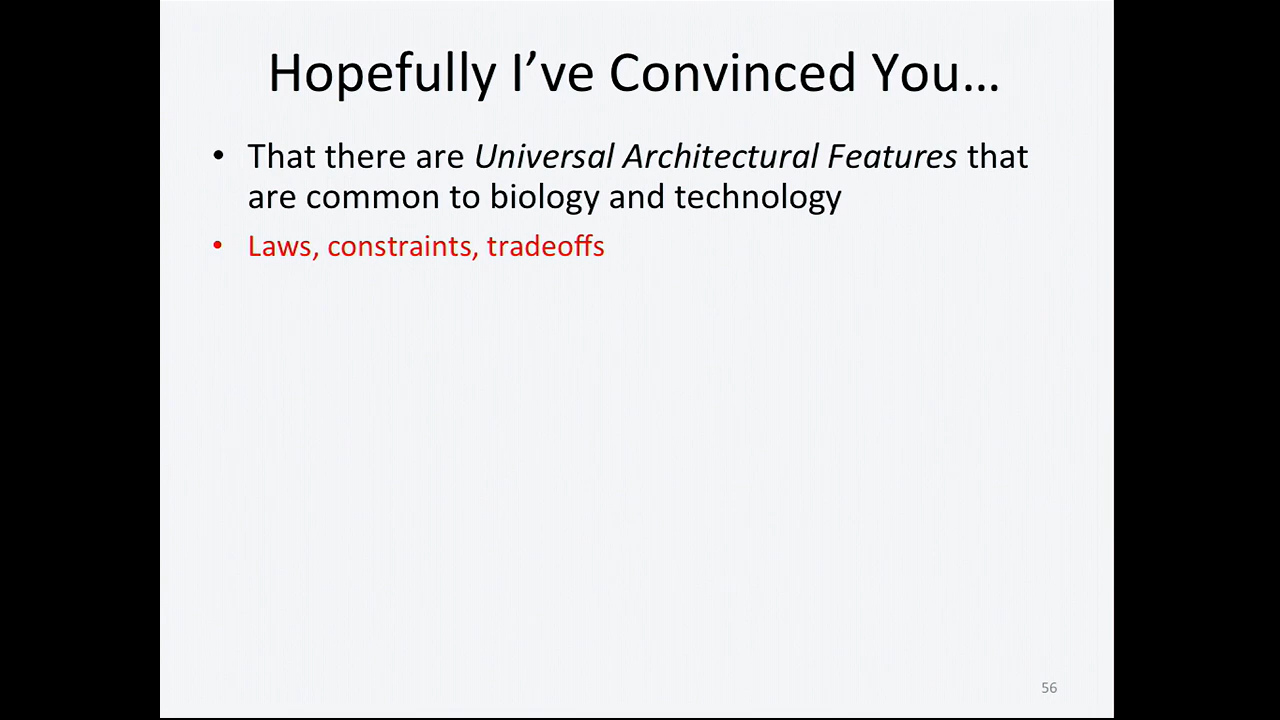 Hopefully I’ve Convinced You…
• That there are Universal Architectural Features that
are common to biology and technology
• Laws, constraints, tradeoffs
56